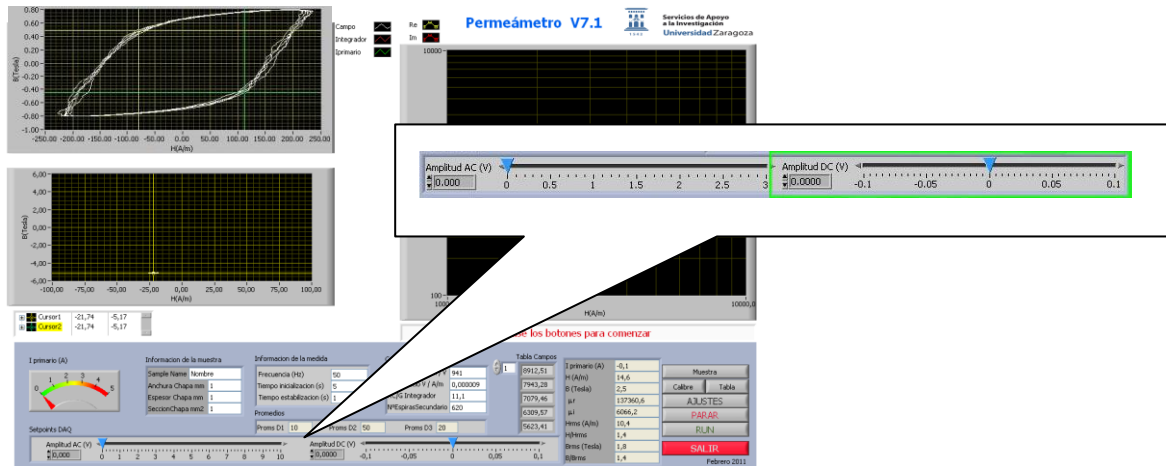 Permeámetro V7.1
Servicios de Apoyo
a la Investigación
Universidad Zaragoza
1542
Campo
Integrador
Iprimario
Re
Im
B(Tesla)
0.80
0.60
0.40
0.20
0.00
-0.20
-0.40
-0.60
-0.80
-1.00
-250.00 -200.00 -150.00 -100.00 -50.00 0.00 50.00 100.00 150.00 200.00 250.00
H(A/m)
10000
100
1000
10000,0
H(A/m)
Amplitud AC (V)
0.000
0 0.5 1 1.5 2 2.5
Amplitud DC (V)
0.0000
-0.1 -0.05 0 0.05 0.1
B(Tesla)
6,00
4,00
2,00
0,00
-2,00
-4,00
-6,00
-100,00 -75,00 -50,00 -25,00 0,00 25,00 50,00 75,00 100,00
H(A/m)
Cursor1 -21,74 -5,17
Cursor2 -21,74 -5,17
los botones para comenzar
I primario (A)
0 1 2 3 4 5
Informacion de la muestra
Sample Name Nombre
Anchura Chapa mm 1
Espesor Chapa mm 1
SeccionChapa mm2 1
Informacion de la medida
Frecuencia (Hz) 50
Tiempo inicializacion (s) 5
Tiempo estabilizacion (s) 1
Promedios
Proms D1 10
Proms D2 50
Proms D3 20
941
V / A/m 0,000009
Integrador 11,1
NºEspirasSecundario 620
Tabla Campos
1
8912,51
7943,28
7079,46
6309,57
5623,41
I primario (A) -8,1
H (A/m) 14,6
B (Tesla) 2,5
µr 137360,6
µi 6066,2
Hrms (A/m) 10,4
H/Hrms 1,4
Brms (Tesla) 1,8
B/Brms 1,4
Muestra
Calibre
Tabla
AJUSTES
PARAR
RUN
SALIR
Febrero 2011
Setpoints DAQ
Amplitud AC (V)
0,000
0 1 2 3 4 5 6 7 8 9 10
Amplitud DC (V)
0,0000
-0,1 -0,05 0 0,05 0,1